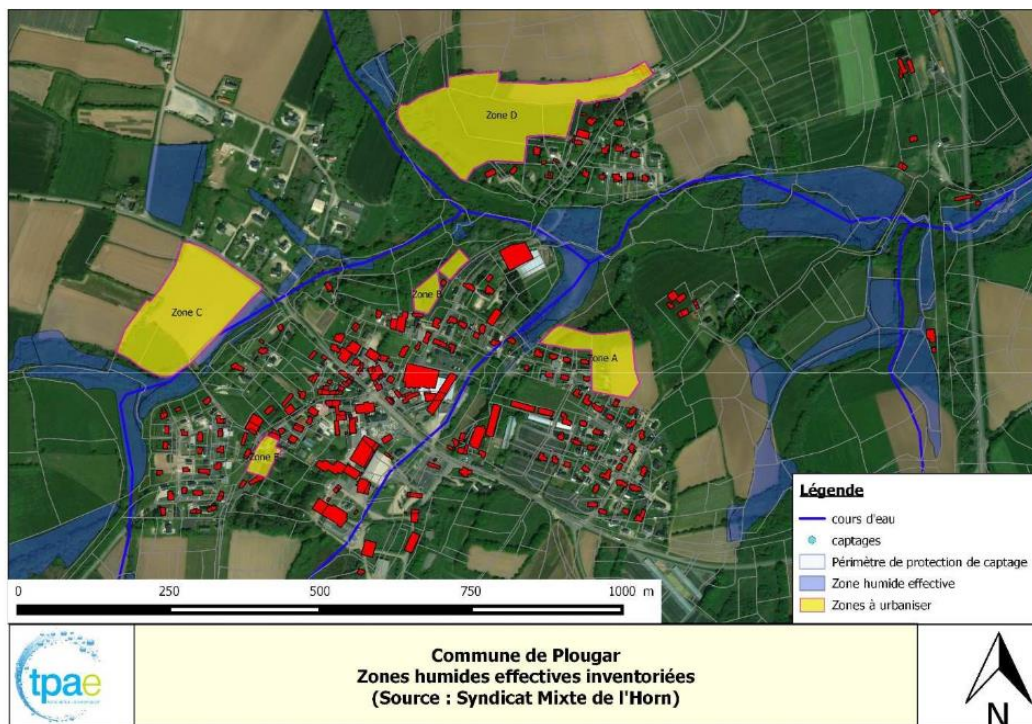 Zone D
Zone B
Zone C
Zone A
Zone E
Légende
cours d'eau
captages
Périmètre de protection de captage
Zone humide effective
Zones à urbaniser
0 250 500 750 1000 m
tpae
Commune de Plougar
Zones humides effectives inventoriées
(Source : Syndicat Mixte de l'Horn)
N